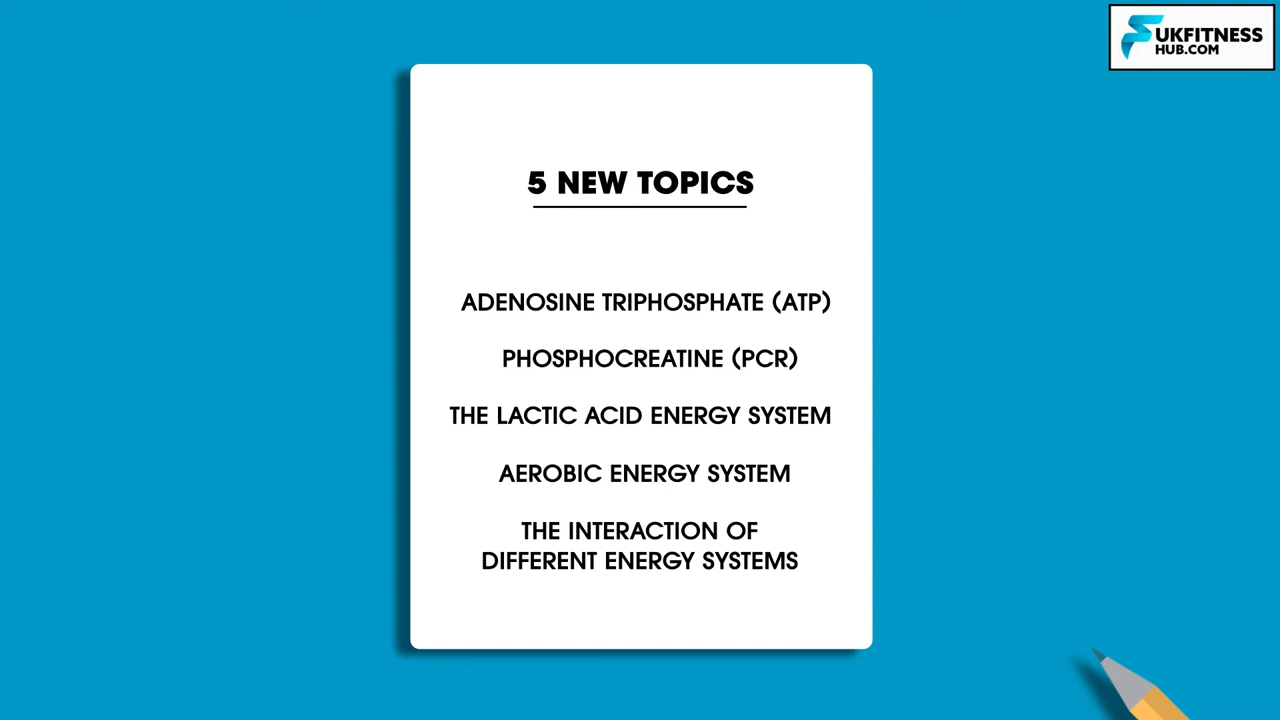 UKFITNESS
HUB.COM
5 NEW TOPICS
ADENOSINE TRIPHOSPHATE (ATP)
PHOSPHOCREATINE (PCR)
THE LACTIC ACID ENERGY SYSTEM
AEROBIC ENERGY SYSTEM
THE INTERACTION OF
DIFFERENT ENERGY SYSTEMS